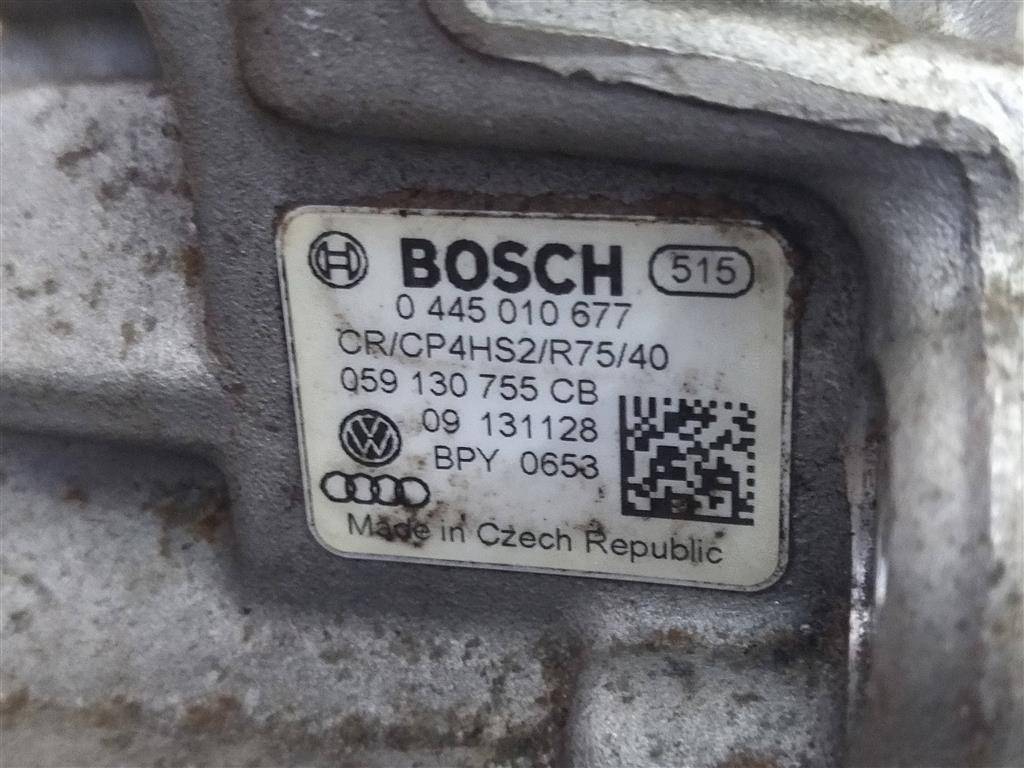 BOSCH 515
0 445 010 677
CR/CP4HS2/R75/40
059 130 755 CB
09 131128
BPY 0653
Made in Czech Republic